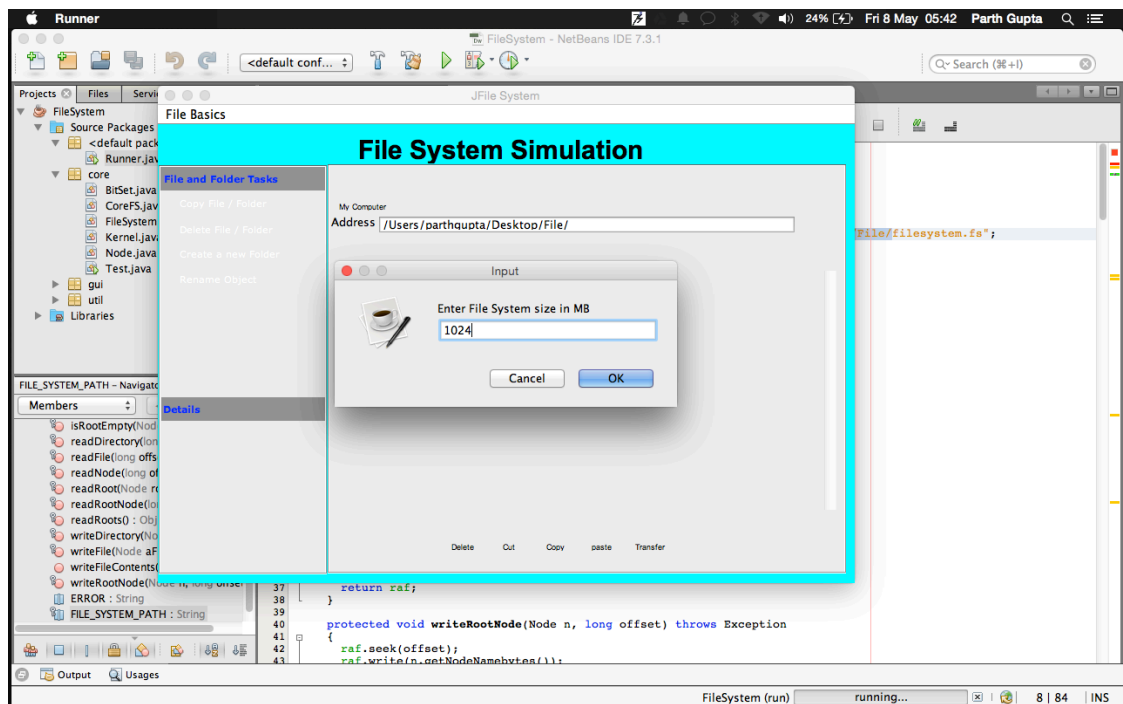 Runner
24%
Fri 8 May 05:42
Parth Gupta
FileSystem - NetBeans IDE 7.3.1
<default conf...
Search (⌘+I)
Projects
Files
Servi
JFile System
FileSystem
Source Packages
<default pack
Runner.jav
core
BitSet.java
CoreFS.jav
FileSystem
Kernel.java
Node.java
Test.java
gui
util
Libraries
File Basics
File System Simulation
File and Folder Tasks
Copy File / Folder
Delete File / Folder
Create a new Folder
Rename Object
My Computer
Address /Users/parthgupta/Desktop/File/
File/filesystem.fs";
Input
Enter File System size in MB
1024
Cancel
OK
Details
Delete
Cut
Copy
paste
Transfer
FILE_SYSTEM_PATH - Navigato
Members
isRootEmpty(Nod
readDirectory(lon
readFile(long offs
readNode(long of
readRoot(Node ro
readRootNode(lo
readRoots() : Obj
writeDirectory(No
writeFile(Node aF
writeFileContents(
writeRootNode(Node n, long offset
ERROR : String
FILE_SYSTEM_PATH : String
37 return raf;
38 }
39
40 protected void writeRootNode(Node n, long offset) throws Exception
41 {
42 raf.seek(offset);
43 raf.write(n.getNodeNamebytes());
Output
Usages
FileSystem (run)
running...
8 | 84
INS